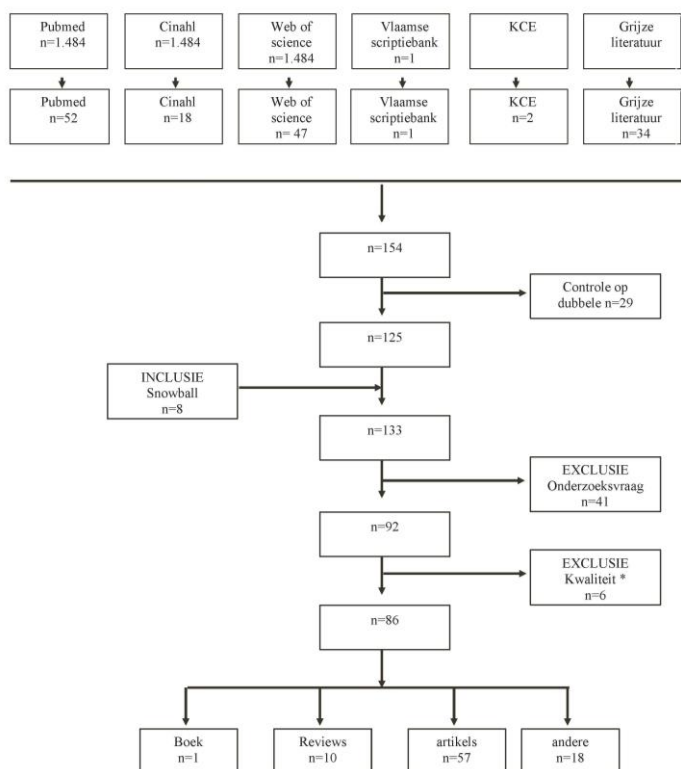 Pubmed
n=1.484
Cinahl
n=1.484
Web of
science
n=1.484
Vlaamse
scriptiebank
n=1
KCE
Grijze
literatuur
Pubmed
n=52
Cinahl
n=18
Web of
science
n= 47
Vlaamse
scriptiebank
n=1
KCE
n=2
Grijze
literatuur
n=34
n=154
Controle op
dubbele n=29
n=125
INCLUSIE
Snowball
n=8
n=133
EXCLUSIE
Onderzoeksvraag
n=41
n=92
EXCLUSIE
Kwaliteit *
n=6
n=86
Boek
n=1
Reviews
n=10
artikels
n=57
andere
n=18